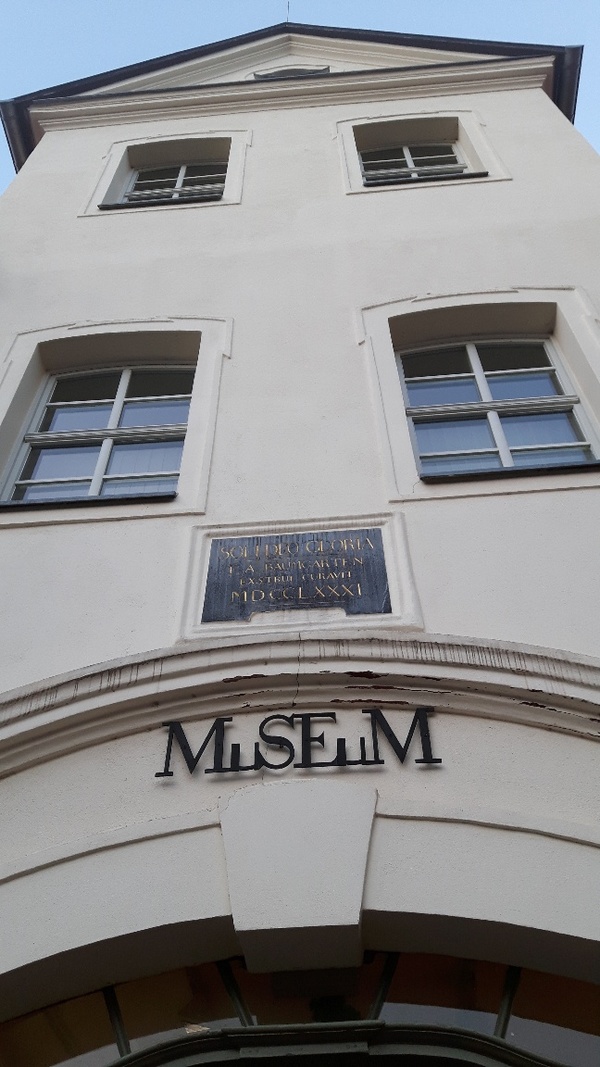 SOLI DEO GLORIA
F. A. BAUMGARTEN
EXSTRUI CURAVIT
MDCCLXXXI
MUSEUM